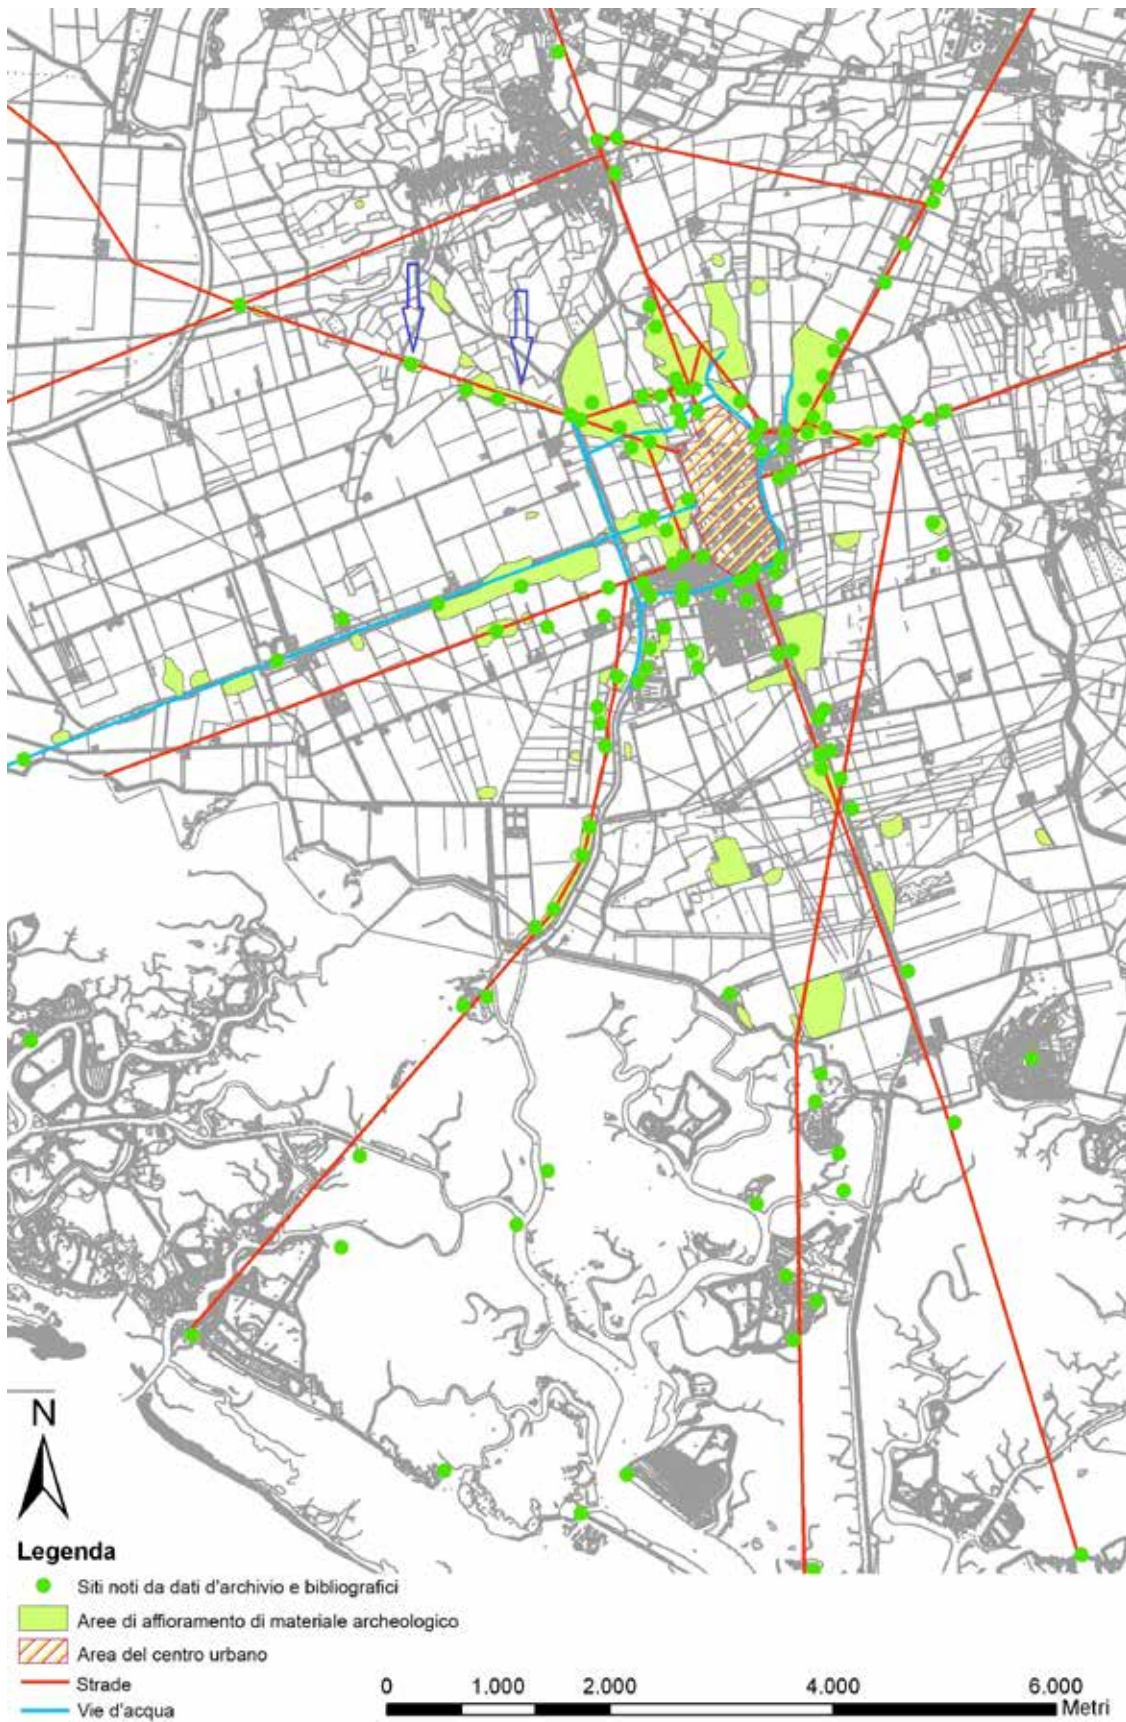 N
Legenda
Siti noti da dati d'archivio e bibliografici
Aree di affioramento di materiale archeologico
Area del centro urbano
Strade
Vie d'acqua
0 1.000 2.000 4.000 6.000
Metri